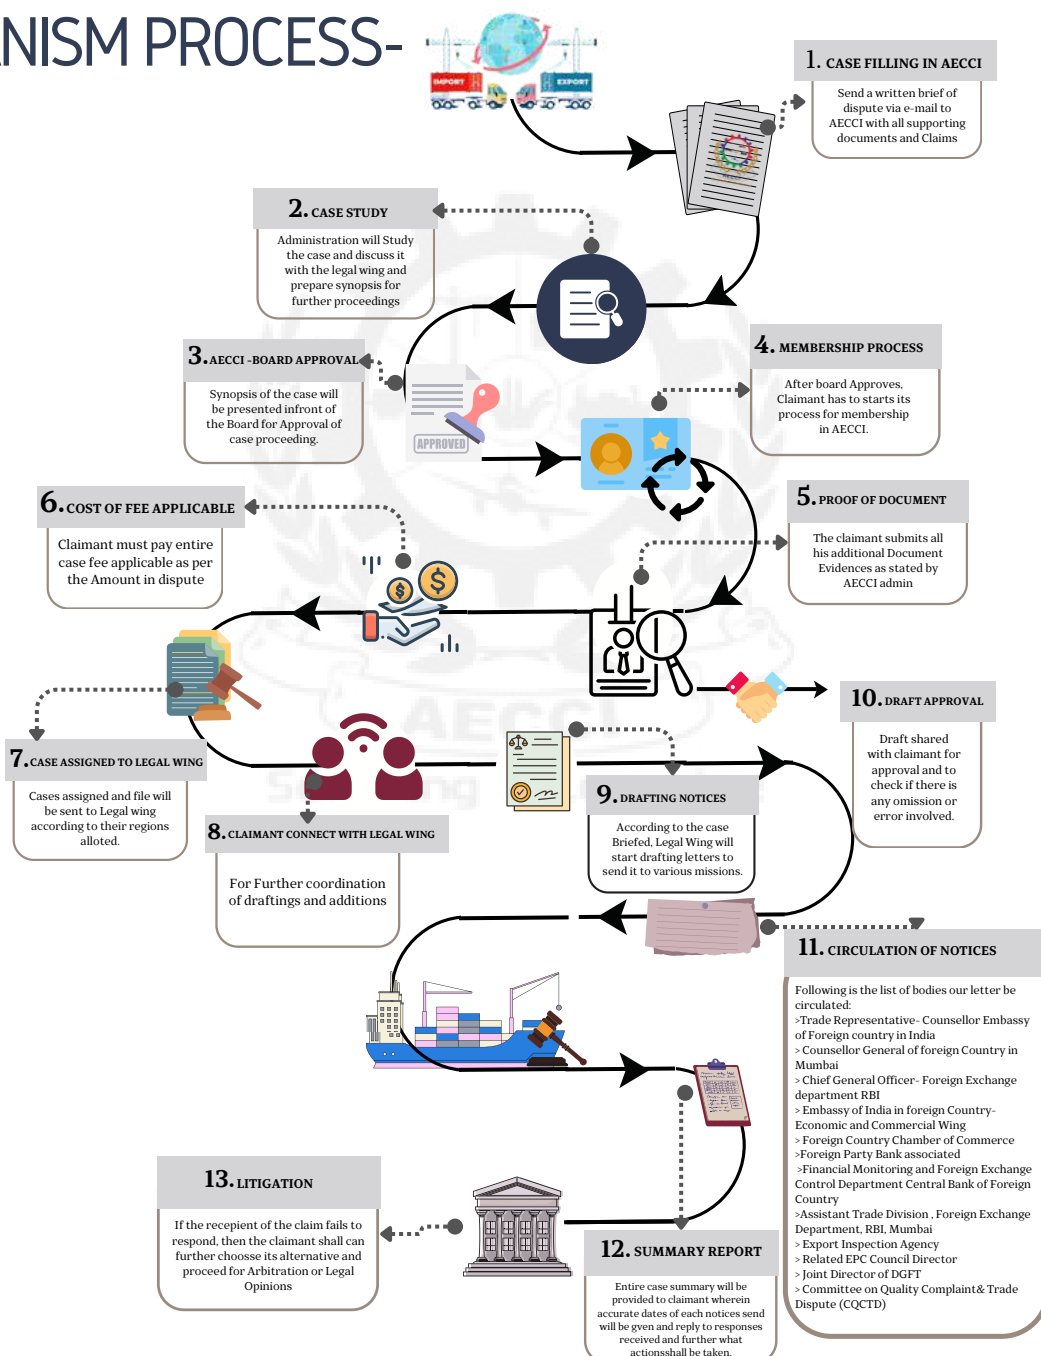 ANISM PROCESS-
IMPORT
EXPORT
1. CASE FILLING IN AECCI
Send a written brief of
dispute via e-mail to
AECCI with all supporting
documents and Claims
2. CASE STUDY
Administration will Study
the case and discuss it
with the legal wing and
prepare synopsis for
further proceedings
3. AECCI -BOARD APPROVAL
Synopsis of the case will
be presented infront of
the Board for Approval of
case proceeding.
APPROVED
4. MEMBERSHIP PROCESS
After board Approves,
Claimant has to starts its
process for membership
in AECCI.
5. PROOF OF DOCUMENT
The claimant submits all
his additional Document
Evidences as stated by
AECCI admin
6. COST OF FEE APPLICABLE
Claimant must pay entire
case fee applicable as per
the Amount in dispute
7. CASE ASSIGNED TO LEGAL WING
Cases assigned and file will
be sent to Legal wing
according to their regions
alloted.
8. CLAIMANT CONNECT WITH LEGAL WING
For Further coordination
of draftings and additions
AECCI
9. DRAFTING NOTICES
According to the case
Briefed, Legal Wing will
start drafting letters to
send it to various missions.
10. DRAFT APPROVAL
Draft shared
with claimant for
approval and to
check if there is
any omission or
error involved.
11. CIRCULATION OF NOTICES
Following is the list of bodies our letter be
circulated:
>Trade Representative- Counsellor Embassy
of Foreign country in India
> Counsellor General of foreign Country in
Mumbai
> Chief General Officer- Foreign Exchange
department RBI
> Embassy of India in foreign Country-
Economic and Commercial Wing
> Foreign Country Chamber of Commerce
>Foreign Party Bank associated
>Financial Monitoring and Foreign Exchange
Control Department Central Bank of Foreign
Country
>Assistant Trade Division , Foreign Exchange
Department, RBI, Mumbai
> Export Inspection Agency
> Related EPC Council Director
> Joint Director of DGFT
> Committee on Quality Complaint& Trade
Dispute (CQCTD)
12. SUMMARY REPORT
Entire case summary will be
provided to claimant wherein
accurate dates of each notices send
will be gven and reply to responses
received and further what
actionsshall be taken.
13. LITIGATION
If the recepient of the claim fails to
respond, then the claimant shall can
further choosse its alternative and
proceed for Arbitration or Legal
Opinions